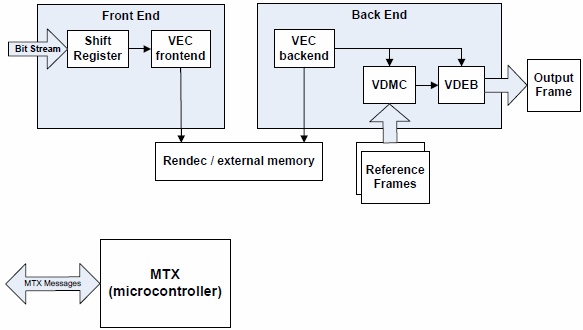 Front End
Back End
Bit Stream
Shift
Register
VEC
frontend
VEC
backend
VDMC
VDEB
Output
Frame
Rendec / external memory
Reference
Frames
MTX Messages
MTX
(microcontroller)